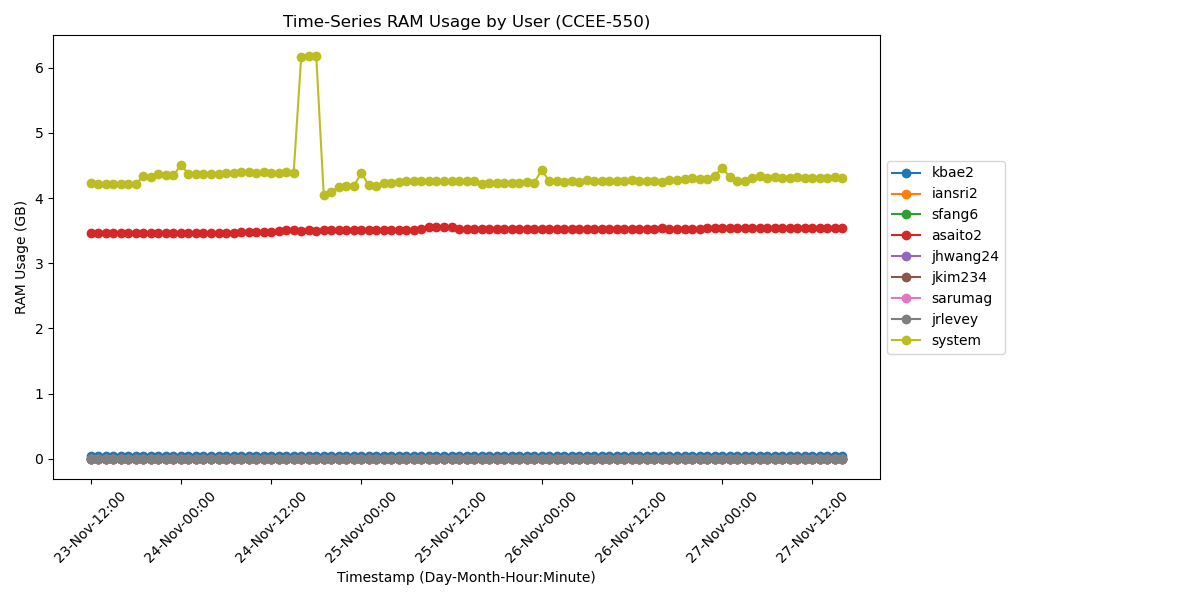 Time-Series RAM Usage by User (CCEE-550)
RAM Usage (GB)
6
5
4
3
2
1
0
23-Nov-12:00
24-Nov-00:00
24-Nov-12:00
25-Nov-00:00
25-Nov-12:00
26-Nov-00:00
26-Nov-12:00
27-Nov-00:00
27-Nov-12:00
Timestamp (Day-Month-Hour:Minute)
kbae2
iansri2
sfang6
asaito2
jhwang24
jkim234
sarumag
jrlevey
system